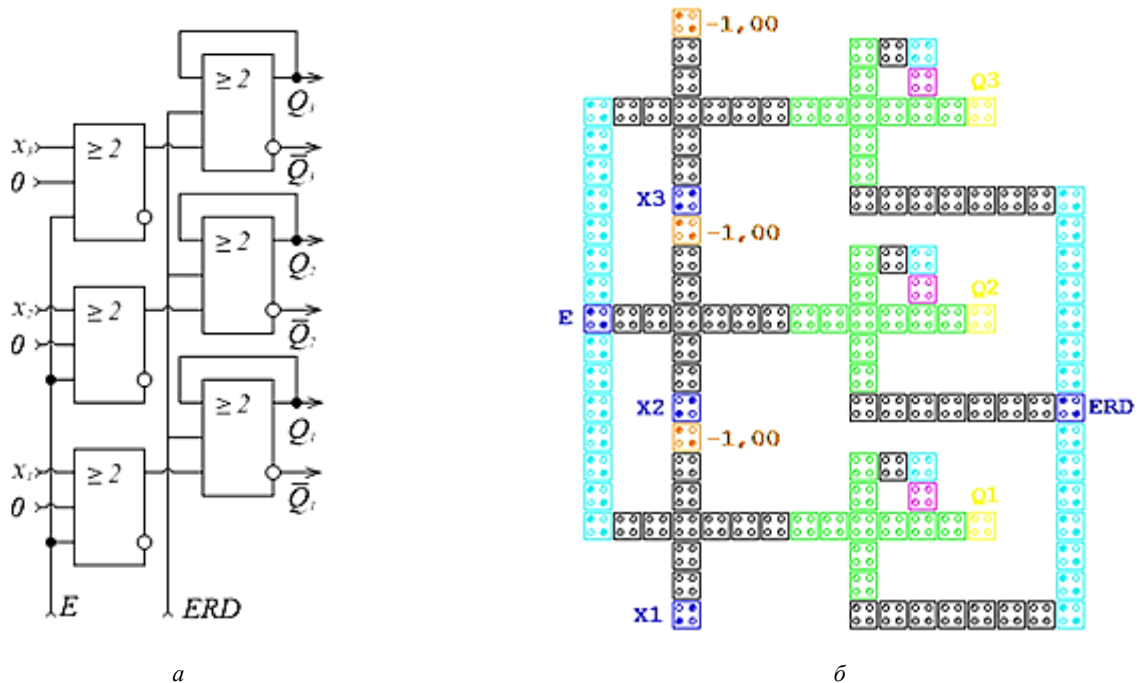 ≥ 2
Q₃
x₃
≥ 2
0
Q̅₃
≥ 2
Q₂
x₂
≥ 2
0
Q̅₂
≥ 2
Q₁
x₁
≥ 2
0
Q̅₁
E
ERD
а
-1,00
Q3
X3
-1,00
E
Q2
X2
ERD
-1,00
Q1
X1
б